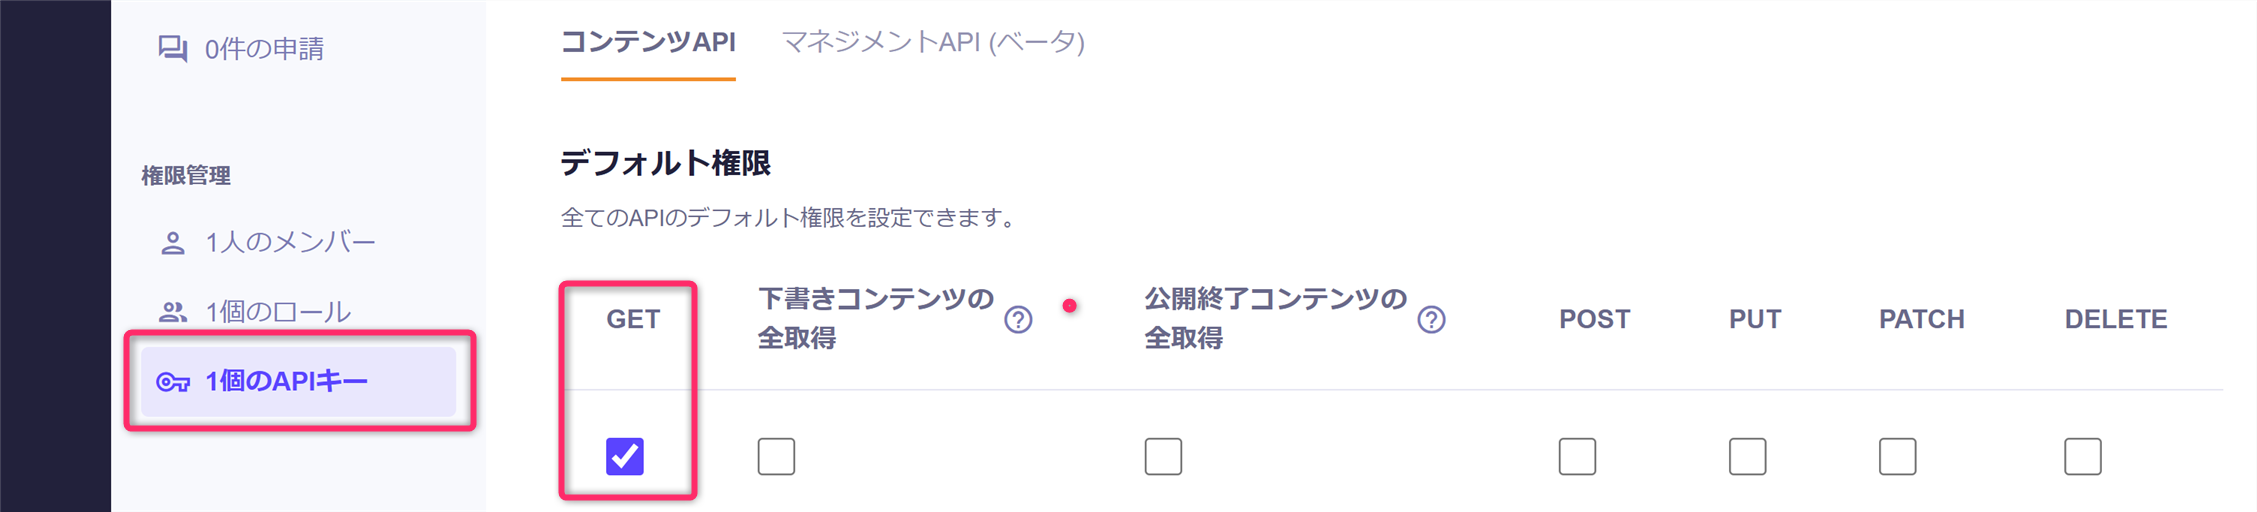 0件の申請
権限管理
1人のメンバー
1個のロール
1個のAPIキー
コンテンツAPI
マネジメントAPI (ベータ)
デフォルト権限
全てのAPIのデフォルト権限を設定できます。
GET
下書きコンテンツの
全取得
公開終了コンテンツの
全取得
POST
PUT
PATCH
DELETE